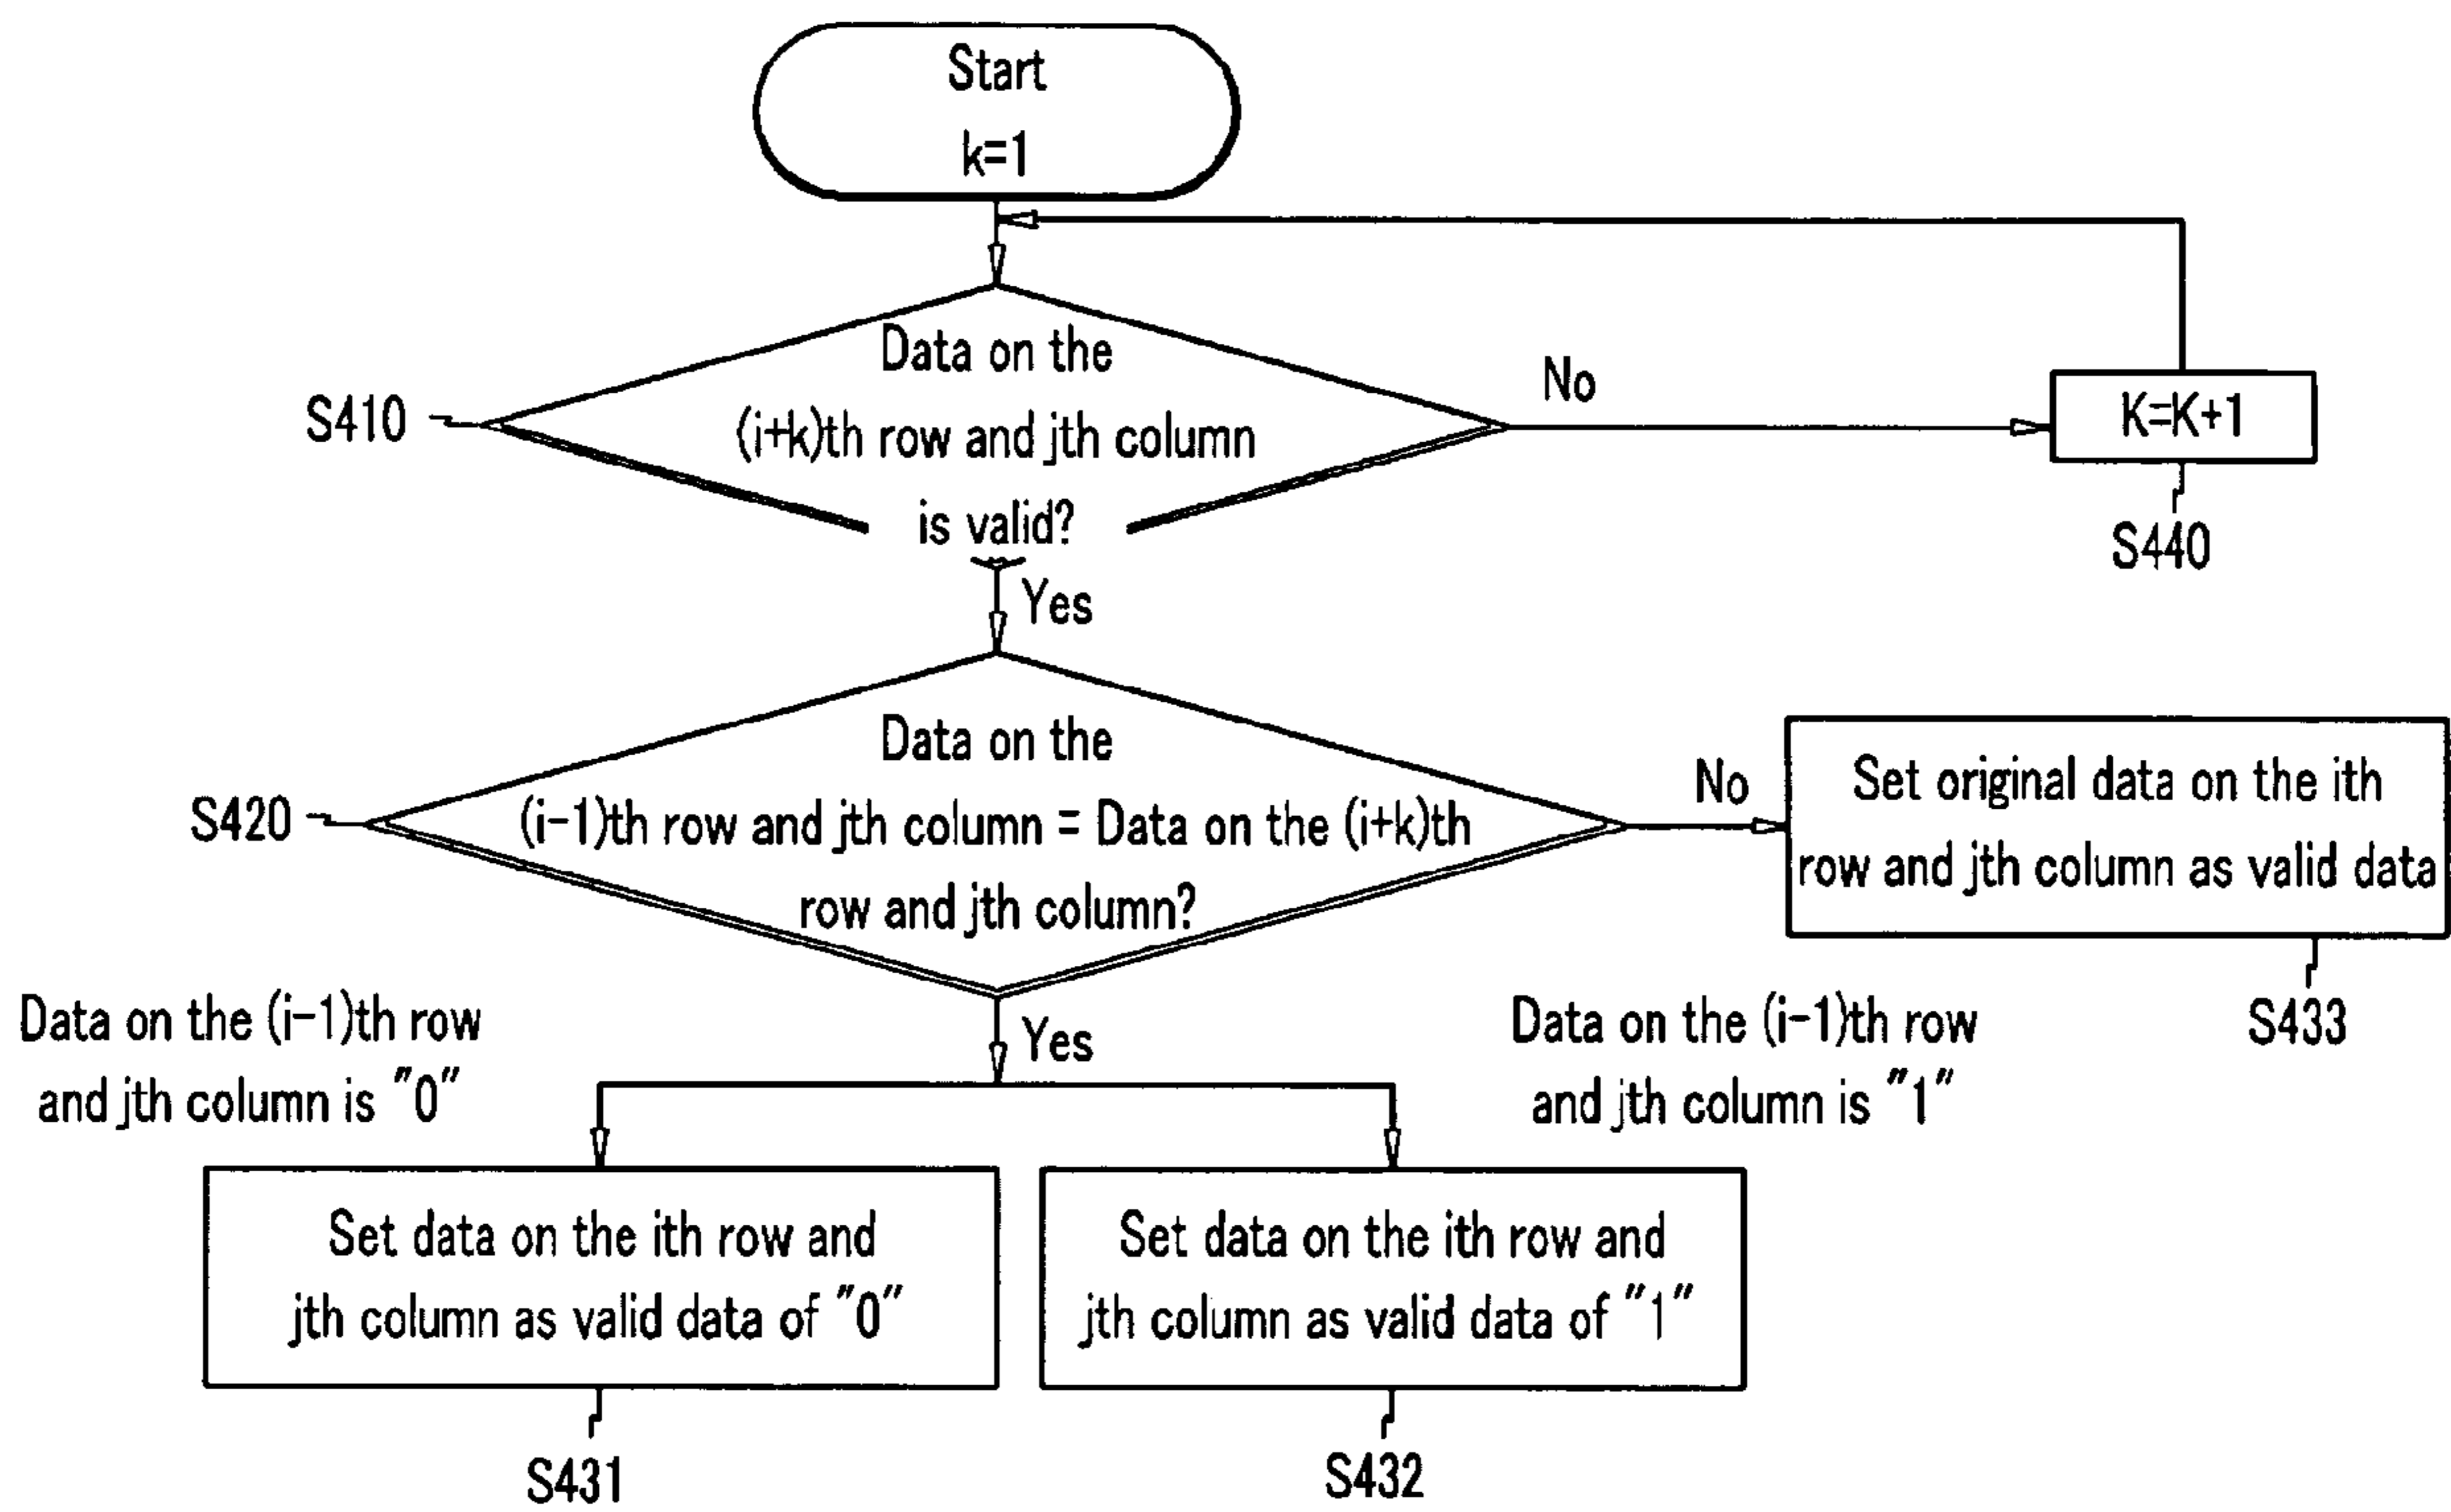 Start
k=1
Data on the
(i+k)th row and jth column
is valid?
S410
No
K=K+1
S440
Yes
Data on the
(i-1)th row and jth column = Data on the (i+k)th
row and jth column?
S420
No
Set original data on the ith
row and jth column as valid data
S433
Yes
Data on the (i-1)th row
and jth column is "0"
Data on the (i-1)th row
and jth column is "1"
Set data on the ith row and
jth column as valid data of "0"
S431
Set data on the ith row and
jth column as valid data of "1"
S432